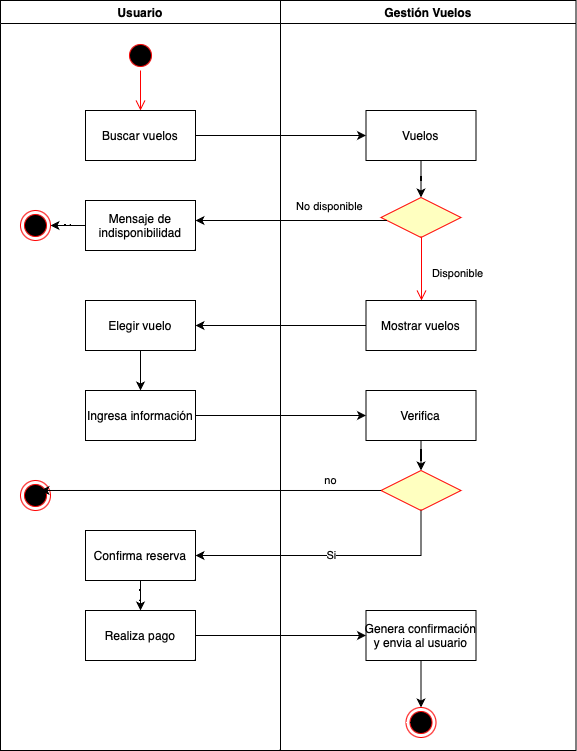 Usuario
Gestión Vuelos
Buscar vuelos
Vuelos
No disponible
Mensaje de
indisponibilidad
Disponible
Elegir vuelo
Mostrar vuelos
Ingresa información
Verifica
no
Confirma reserva
Si
Realiza pago
Genera confirmación
y envia al usuario